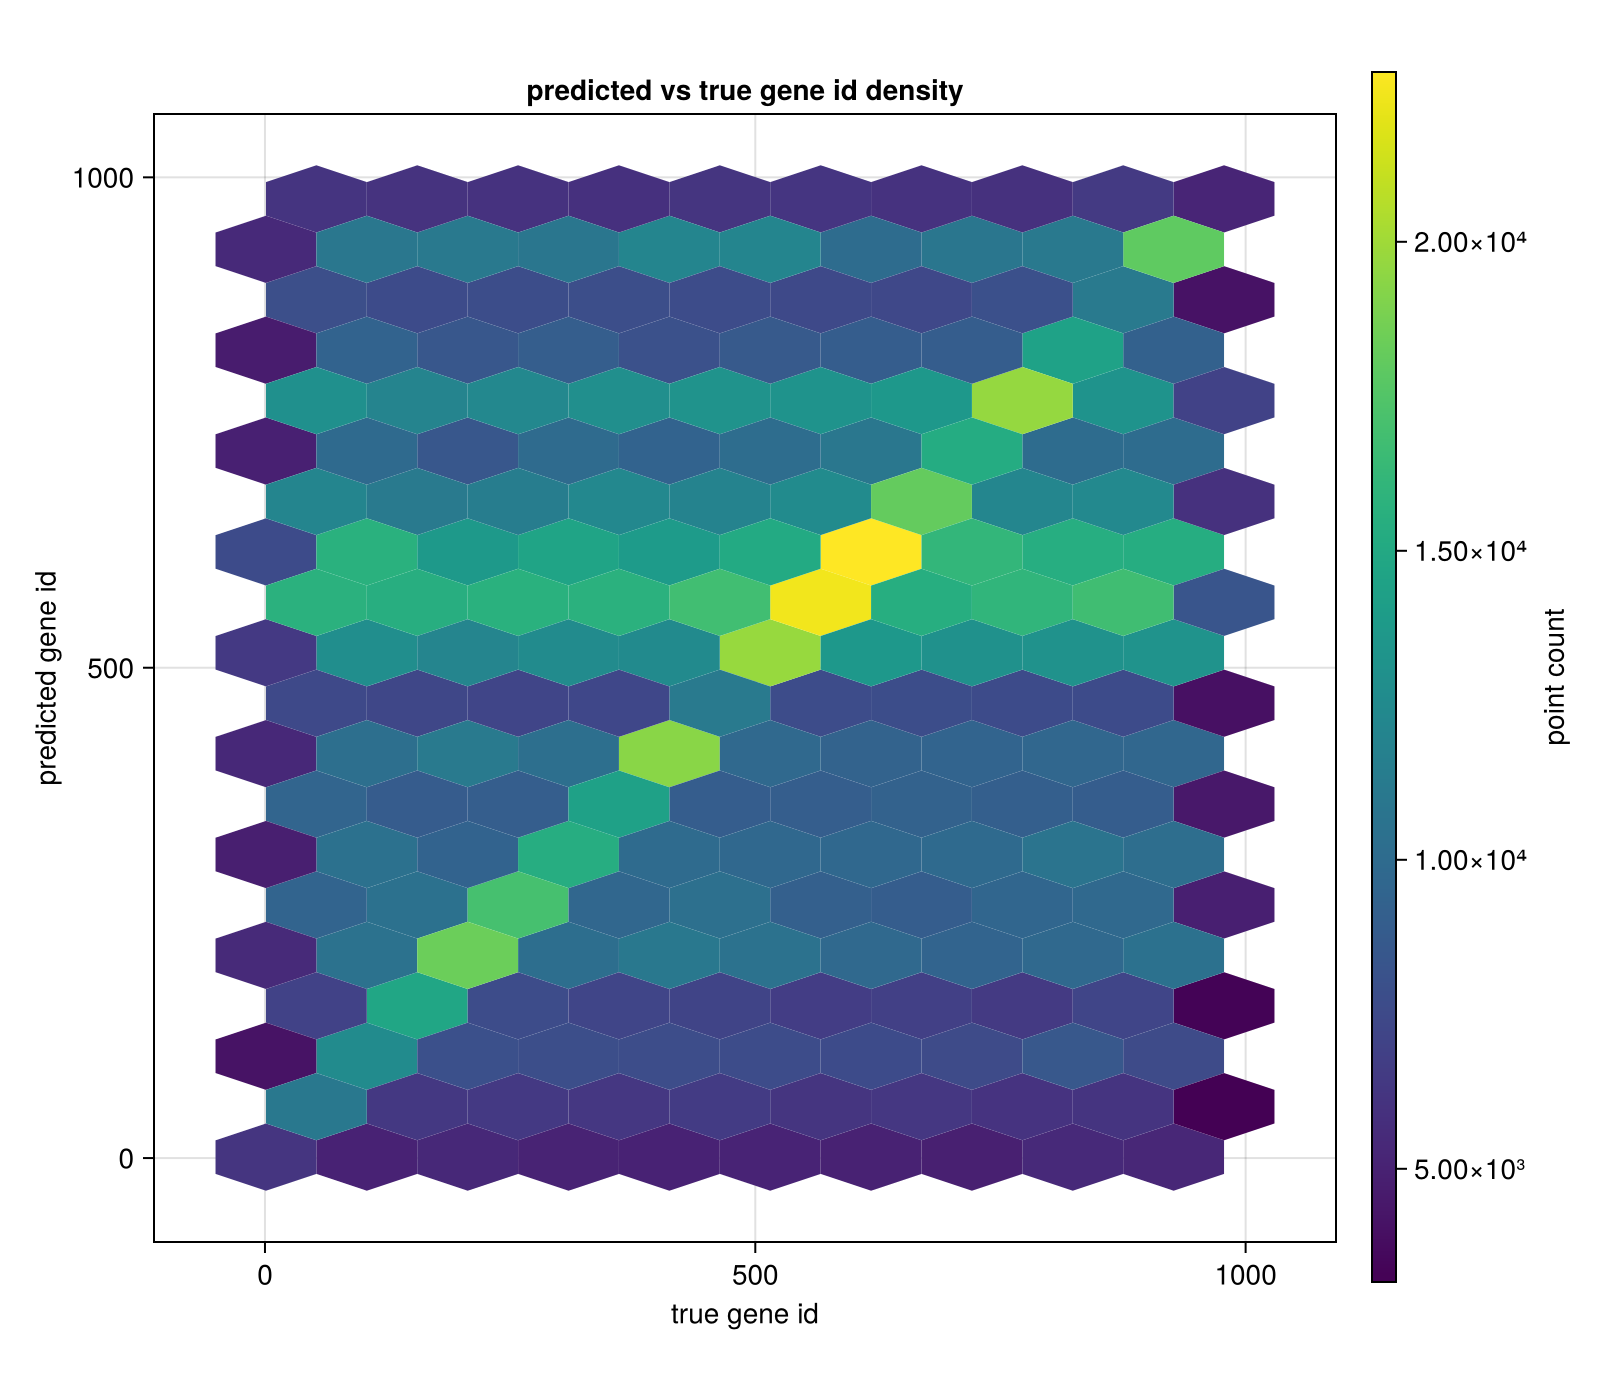 predicted vs true gene id density
1000
500
0
predicted gene id
0
500
1000
true gene id
2.00×10⁴
1.50×10⁴
1.00×10⁴
5.00×10³
point count